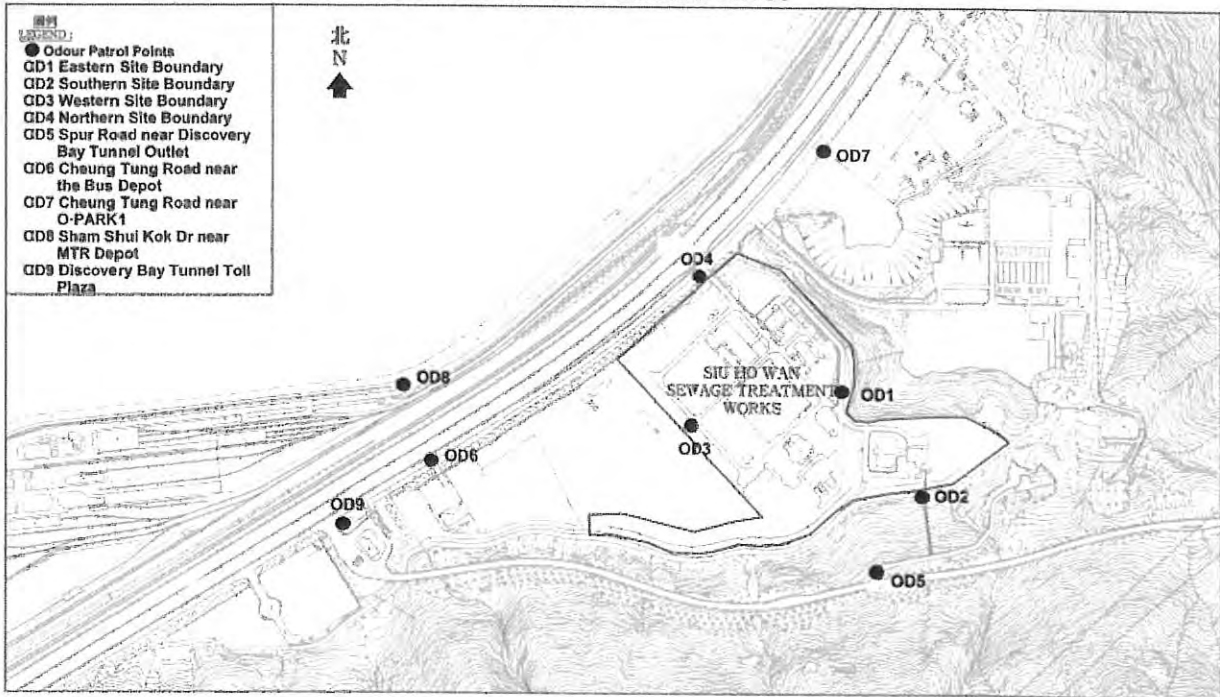 圖例
LEGEND :
Odour Patrol Points
OD1 Eastern Site Boundary
OD2 Southern Site Boundary
OD3 Western Site Boundary
OD4 Northern Site Boundary
OD5 Spur Road near Discovery
Bay Tunnel Outlet
OD6 Cheung Tung Road near
the Bus Depot
OD7 Cheung Tung Road near
O·PARK1
OD8 Sham Shui Kok Dr near
MTR Depot
OD9 Discovery Bay Tunnel Toll
Plaza
北
N
OD7
OD4
OD8
SIU HO WAN
SEWAGE TREATMENT
WORKS
OD1
OD3
OD6
OD2
OD9
OD5